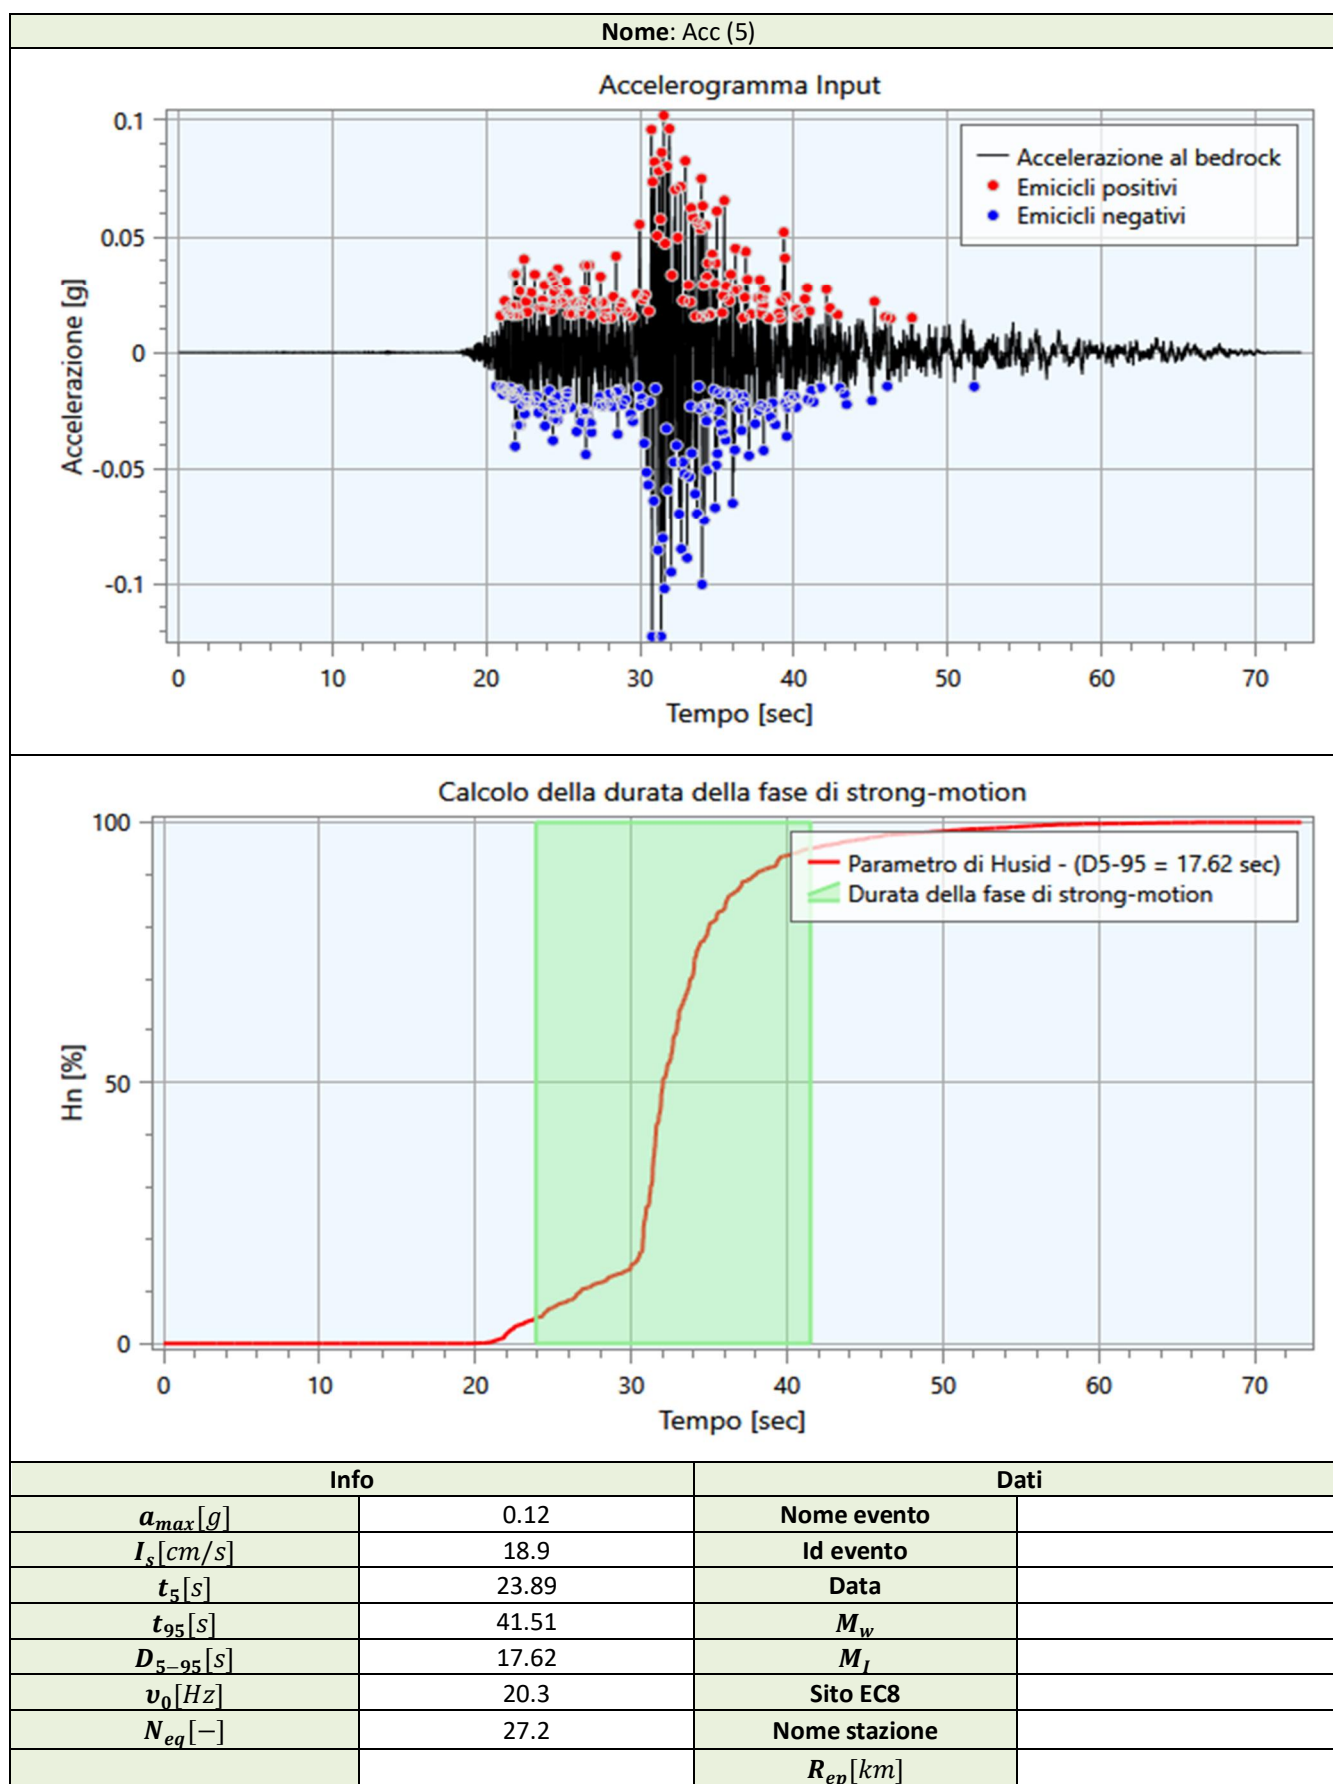 Nome: Acc (5)
Accelerogramma Input
0.1
0.05
0
-0.05
-0.1
Accelerazione [g]
Accelerazione al bedrock
Emicicli positivi
Emicicli negativi
0 10 20 30 40 50 60 70
Tempo [sec]
Calcolo della durata della fase di strong-motion
100
50
0
Hn [%]
Parametro di Husid - (D5-95 = 17.62 sec)
Durata della fase di strong-motion
0 10 20 30 40 50 60 70
Tempo [sec]
Info Dati
a_max[g] 0.12 Nome evento
I_s[cm/s] 18.9 Id evento
t_5[s] 23.89 Data
t_95[s] 41.51 M_w
D_5−95[s] 17.62 M_I
υ_0[Hz] 20.3 Sito EC8
N_eq[−] 27.2 Nome stazione
R_ep[km]